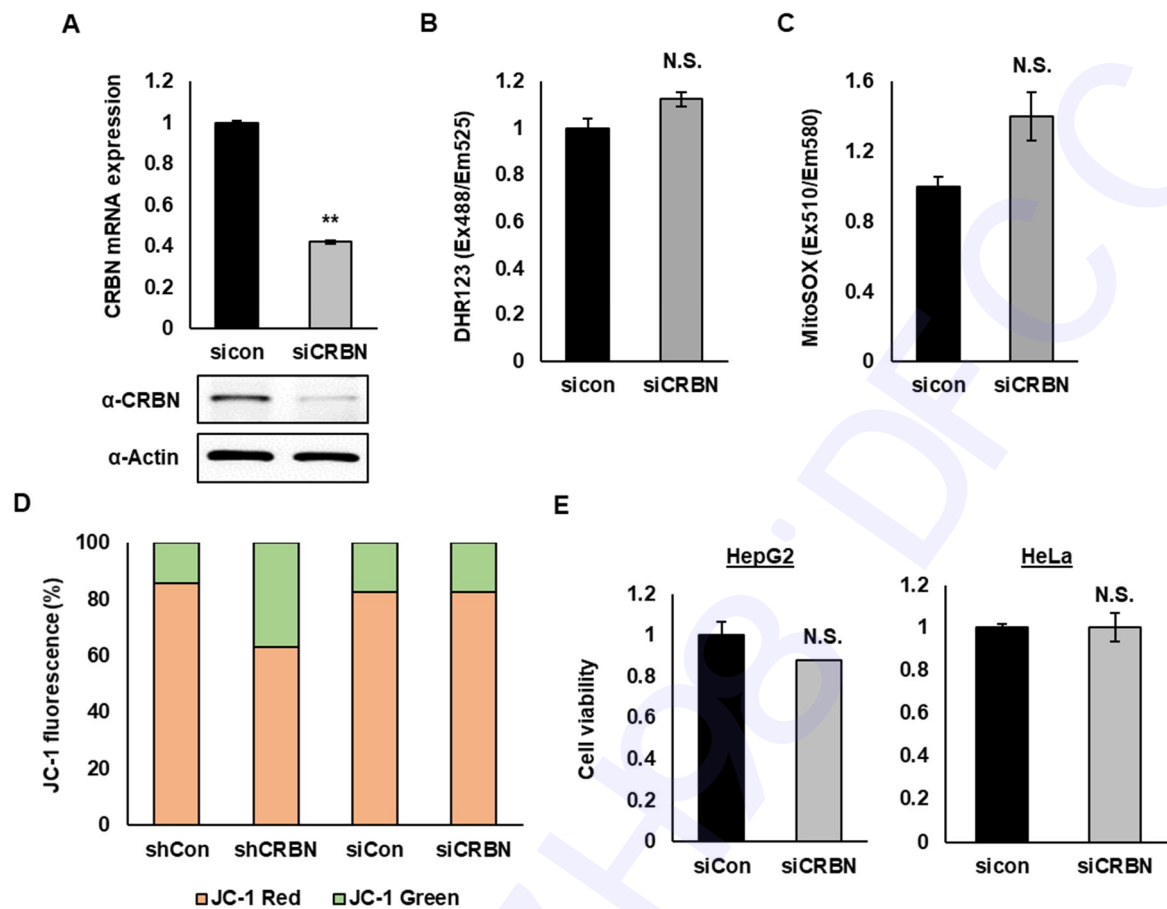 A
CRBN mRNA expression
1.2
1
0.8
0.6
0.4
0.2
0
**
sicon siCRBN
α-CRBN
α-Actin
B
DHR123 (Ex488/Em525)
1.2
1
0.8
0.6
0.4
0.2
0
N.S.
sicon siCRBN
C
MitoSOX (Ex510/Em580)
1.6
1.2
0.8
0.4
0
N.S.
sicon siCRBN
D
JC-1 fluorescence (%)
100
80
60
40
20
0
shCon shCRBN siCon siCRBN
JC-1 Red JC-1 Green
E
Cell viability
HepG2
1.2
1
0.8
0.6
0.4
0.2
0
N.S.
siCon siCRBN
HeLa
1.2
1
0.8
0.6
0.4
0.2
0
N.S.
sicon siCRBN